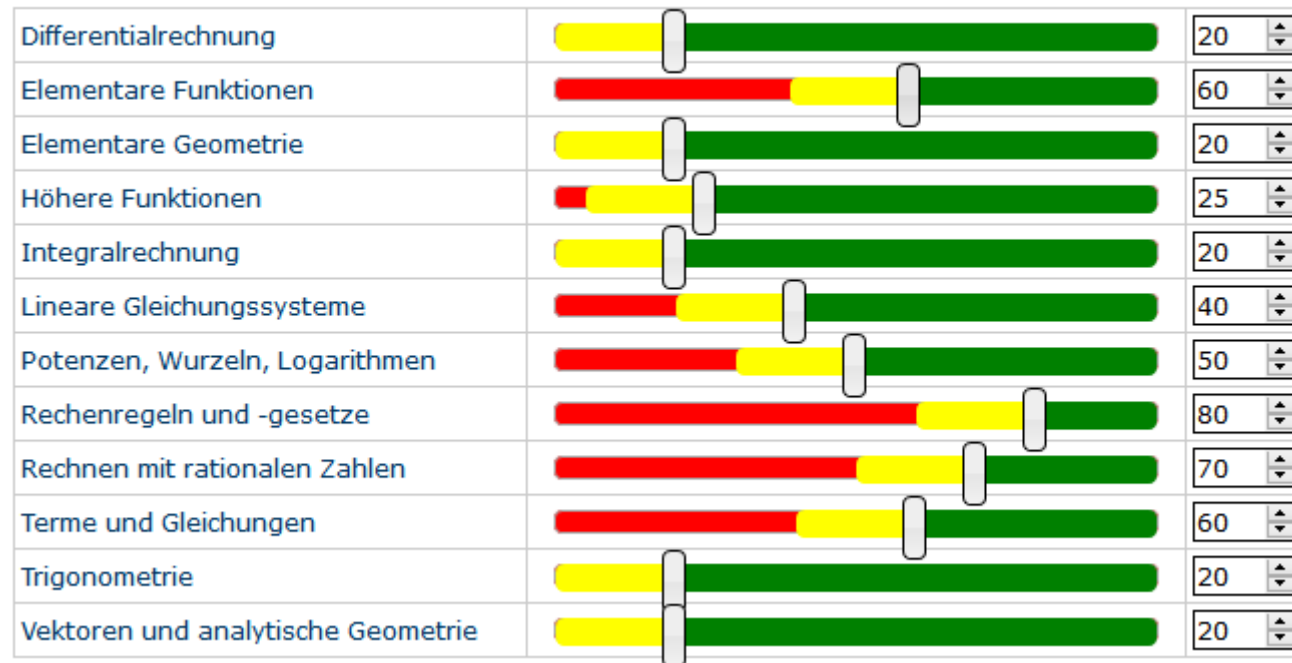 Differentialrechnung 20
Elementare Funktionen 60
Elementare Geometrie 20
Höhere Funktionen 25
Integralrechnung 20
Lineare Gleichungssysteme 40
Potenzen, Wurzeln, Logarithmen 50
Rechenregeln und -gesetze 80
Rechnen mit rationalen Zahlen 70
Terme und Gleichungen 60
Trigonometrie 20
Vektoren und analytische Geometrie 20